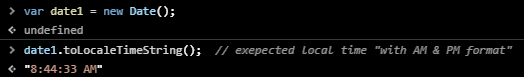 > var date1 = new Date();
< undefined
> date1.toLocaleTimeString();  // exepected local time "with AM & PM format"
< "8:44:33 AM"